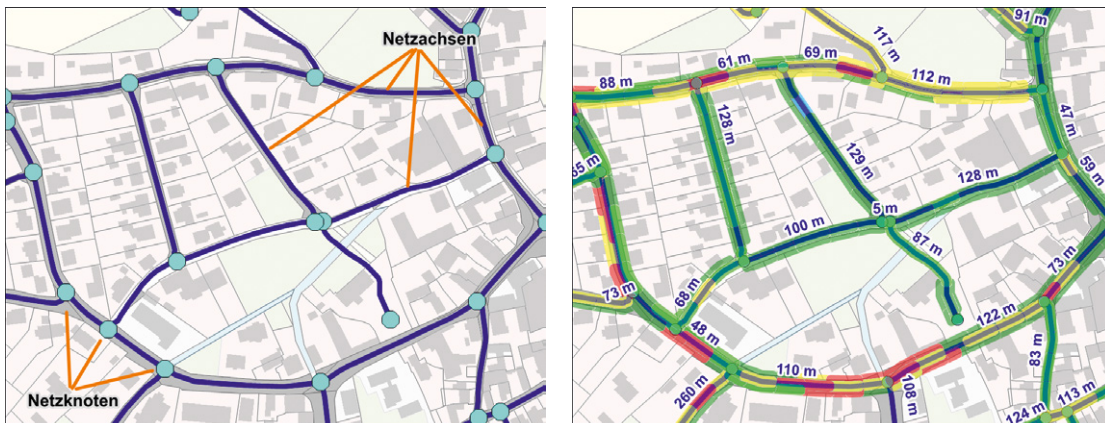 Netzachsen
Netzknoten
91 m
117 m
69 m
61 m
88 m
112 m
128 m
47 m
129 m
59 m
128 m
65 m
5 m
100 m
87 m
73 m
73 m
68 m
48 m
122 m
110 m
83 m
260 m
108 m
113 m
124 m